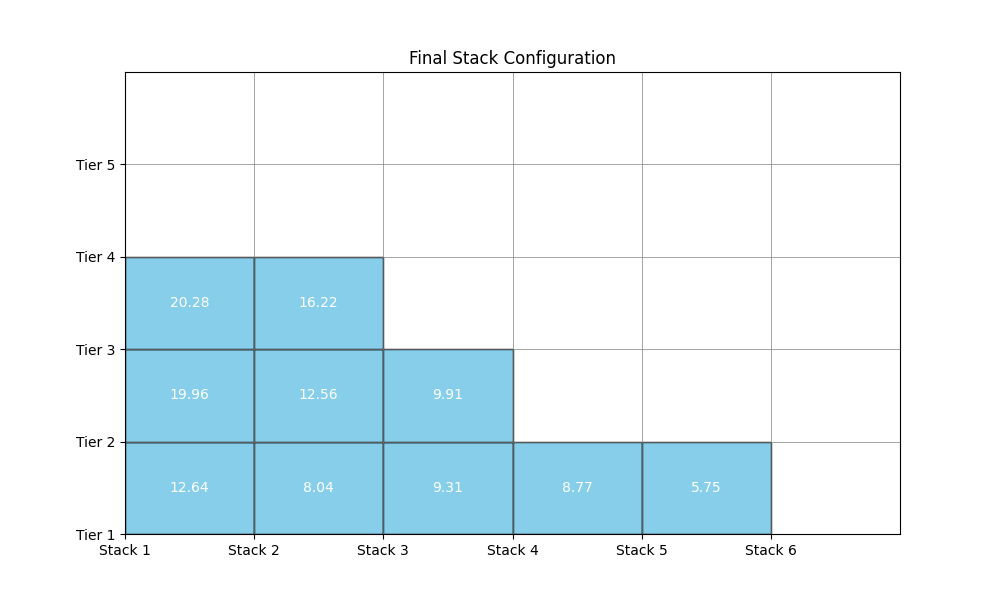 Final Stack Configuration
Tier 5
Tier 4
20.28 16.22
Tier 3
19.96 12.56 9.91
Tier 2
12.64 8.04 9.31 8.77 5.75
Tier 1
Stack 1 Stack 2 Stack 3 Stack 4 Stack 5 Stack 6